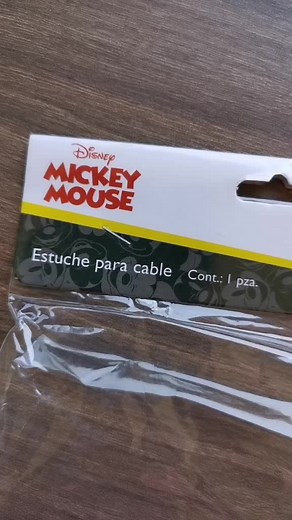 Disney
MICKEY
MOUSE
Estuche para cable Cont.: 1 pza.